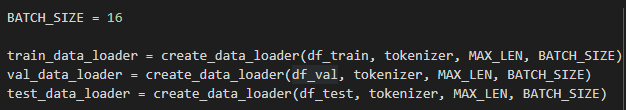 BATCH_SIZE = 16
train_data_loader = create_data_loader(df_train, tokenizer, MAX_LEN, BATCH_SIZE)
val_data_loader = create_data_loader(df_val, tokenizer, MAX_LEN, BATCH_SIZE)
test_data_loader = create_data_loader(df_test, tokenizer, MAX_LEN, BATCH_SIZE)